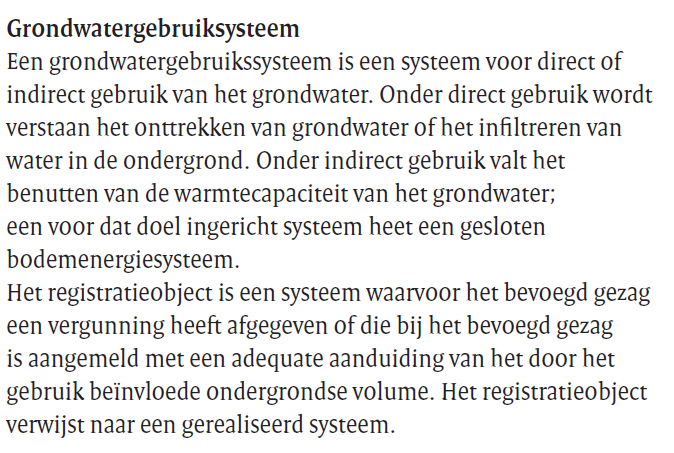 Grondwatergebruiksysteem
Een grondwatergebruikssysteem is een systeem voor direct of
indirect gebruik van het grondwater. Onder direct gebruik wordt
verstaan het onttrekken van grondwater of het infiltreren van
water in de ondergrond. Onder indirect gebruik valt het
benutten van de warmtecapaciteit van het grondwater;
een voor dat doel ingericht systeem heet een gesloten
bodemenergiesysteem.
Het registratieobject is een systeem waarvoor het bevoegd gezag
een vergunning heeft afgegeven of die bij het bevoegd gezag
is aangemeld met een adequate aanduiding van het door het
gebruik beïnvloede ondergrondse volume. Het registratieobject
verwijst naar een gerealiseerd systeem.